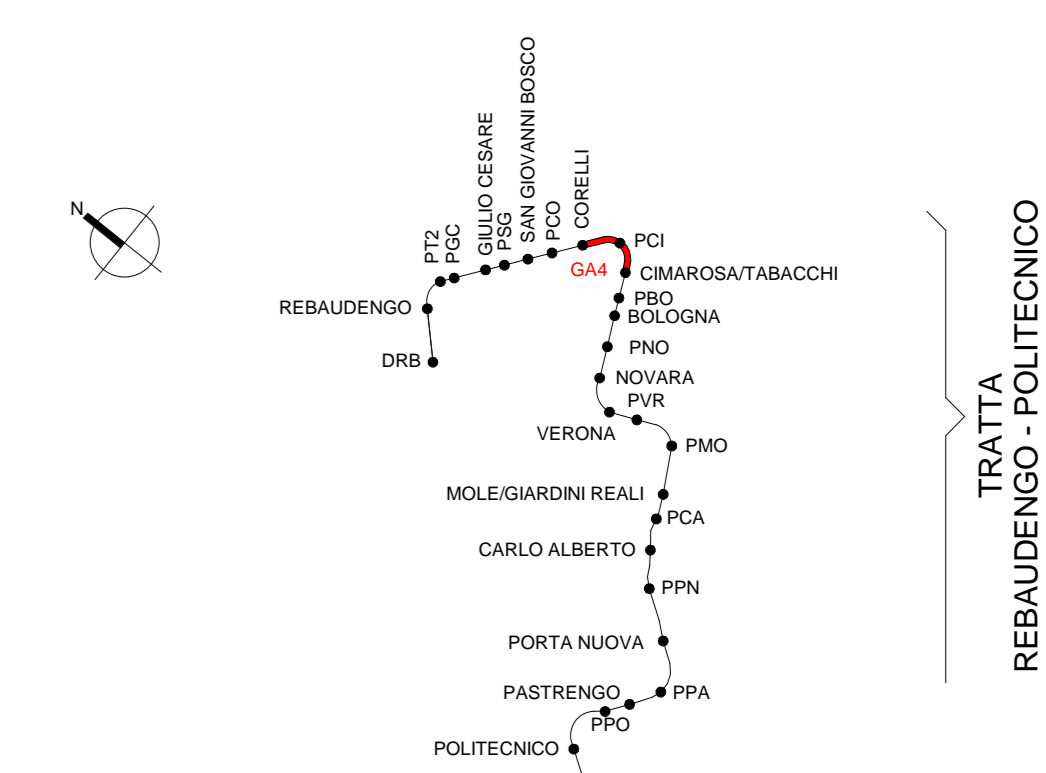 N
PT2
PGC
GIULIO CESARE
PSG
SAN GIOVANNI BOSCO
PCO
CORELLI
PCI
GA4
CIMAROSA/TABACCHI
REBAUDENGO
PBO
BOLOGNA
DRB
PNO
NOVARA
PVR
VERONA
PMO
MOLE/GIARDINI REALI
PCA
CARLO ALBERTO
PPN
PORTA NUOVA
PASTRENGO
PPA
PPO
POLITECNICO
TRATTA
REBAUDENGO - POLITECNICO